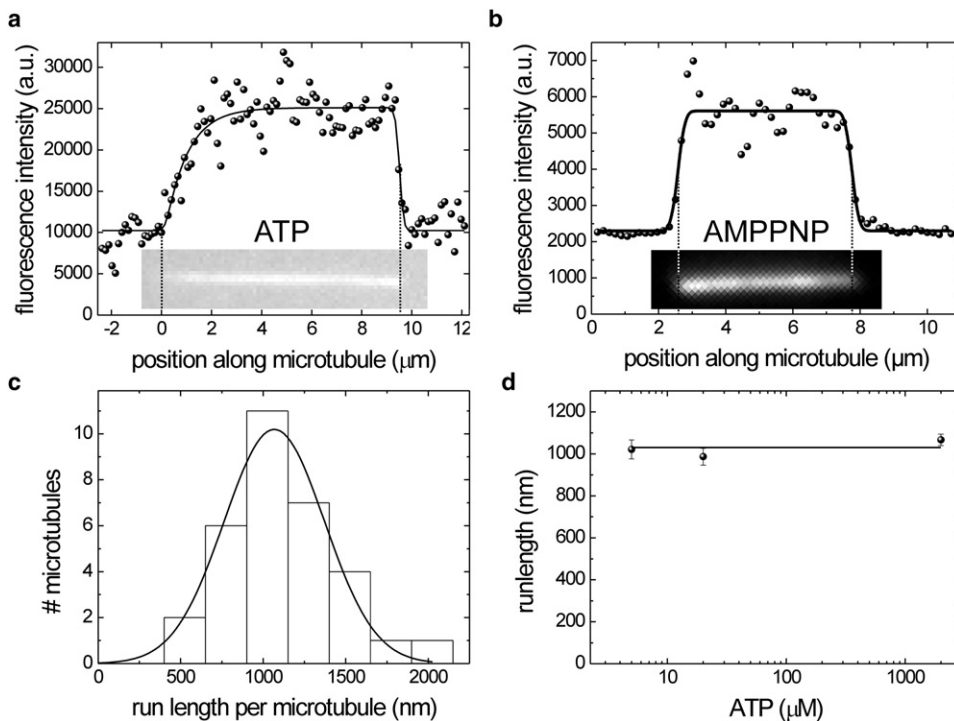 a
fluorescence intensity (a.u.)
30000
25000
20000
15000
10000
5000
0
ATP
-2 0 2 4 6 8 10 12
position along microtubule (μm)
b
fluorescence intensity (a.u.)
7000
6000
5000
4000
3000
2000
1000
0
AMPPNP
0 2 4 6 8 10
position along microtubule (μm)
c
# microtubules
10
8
6
4
2
0
0 500 1000 1500 2000
run length per microtubule (nm)
d
runlength (nm)
1200
1000
800
600
400
200
0
10 100 1000
ATP (μM)